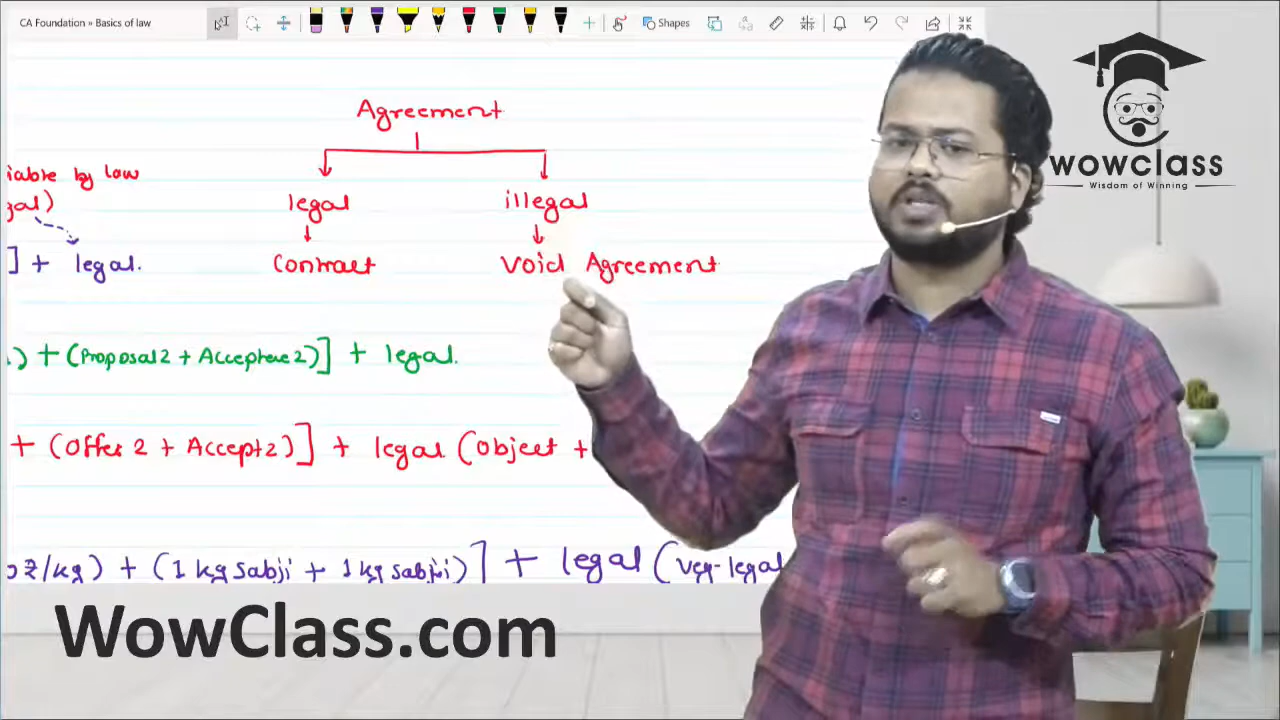 CA Foundation » Basics of law
Shapes
Agreement
wowclass
Wisdom of Winning
iable by law
legal
illegal
gal)
] + legal.
Contract
Void Agreement
) + (Proposal 2 + Acceptence 2)] + legal.
+ (Offer 2 + Accept 2)] + legal (Object +
₹/kg) + (1 kg sabji + 1 kg sabji)] + legal (veg-legal
WowClass.com